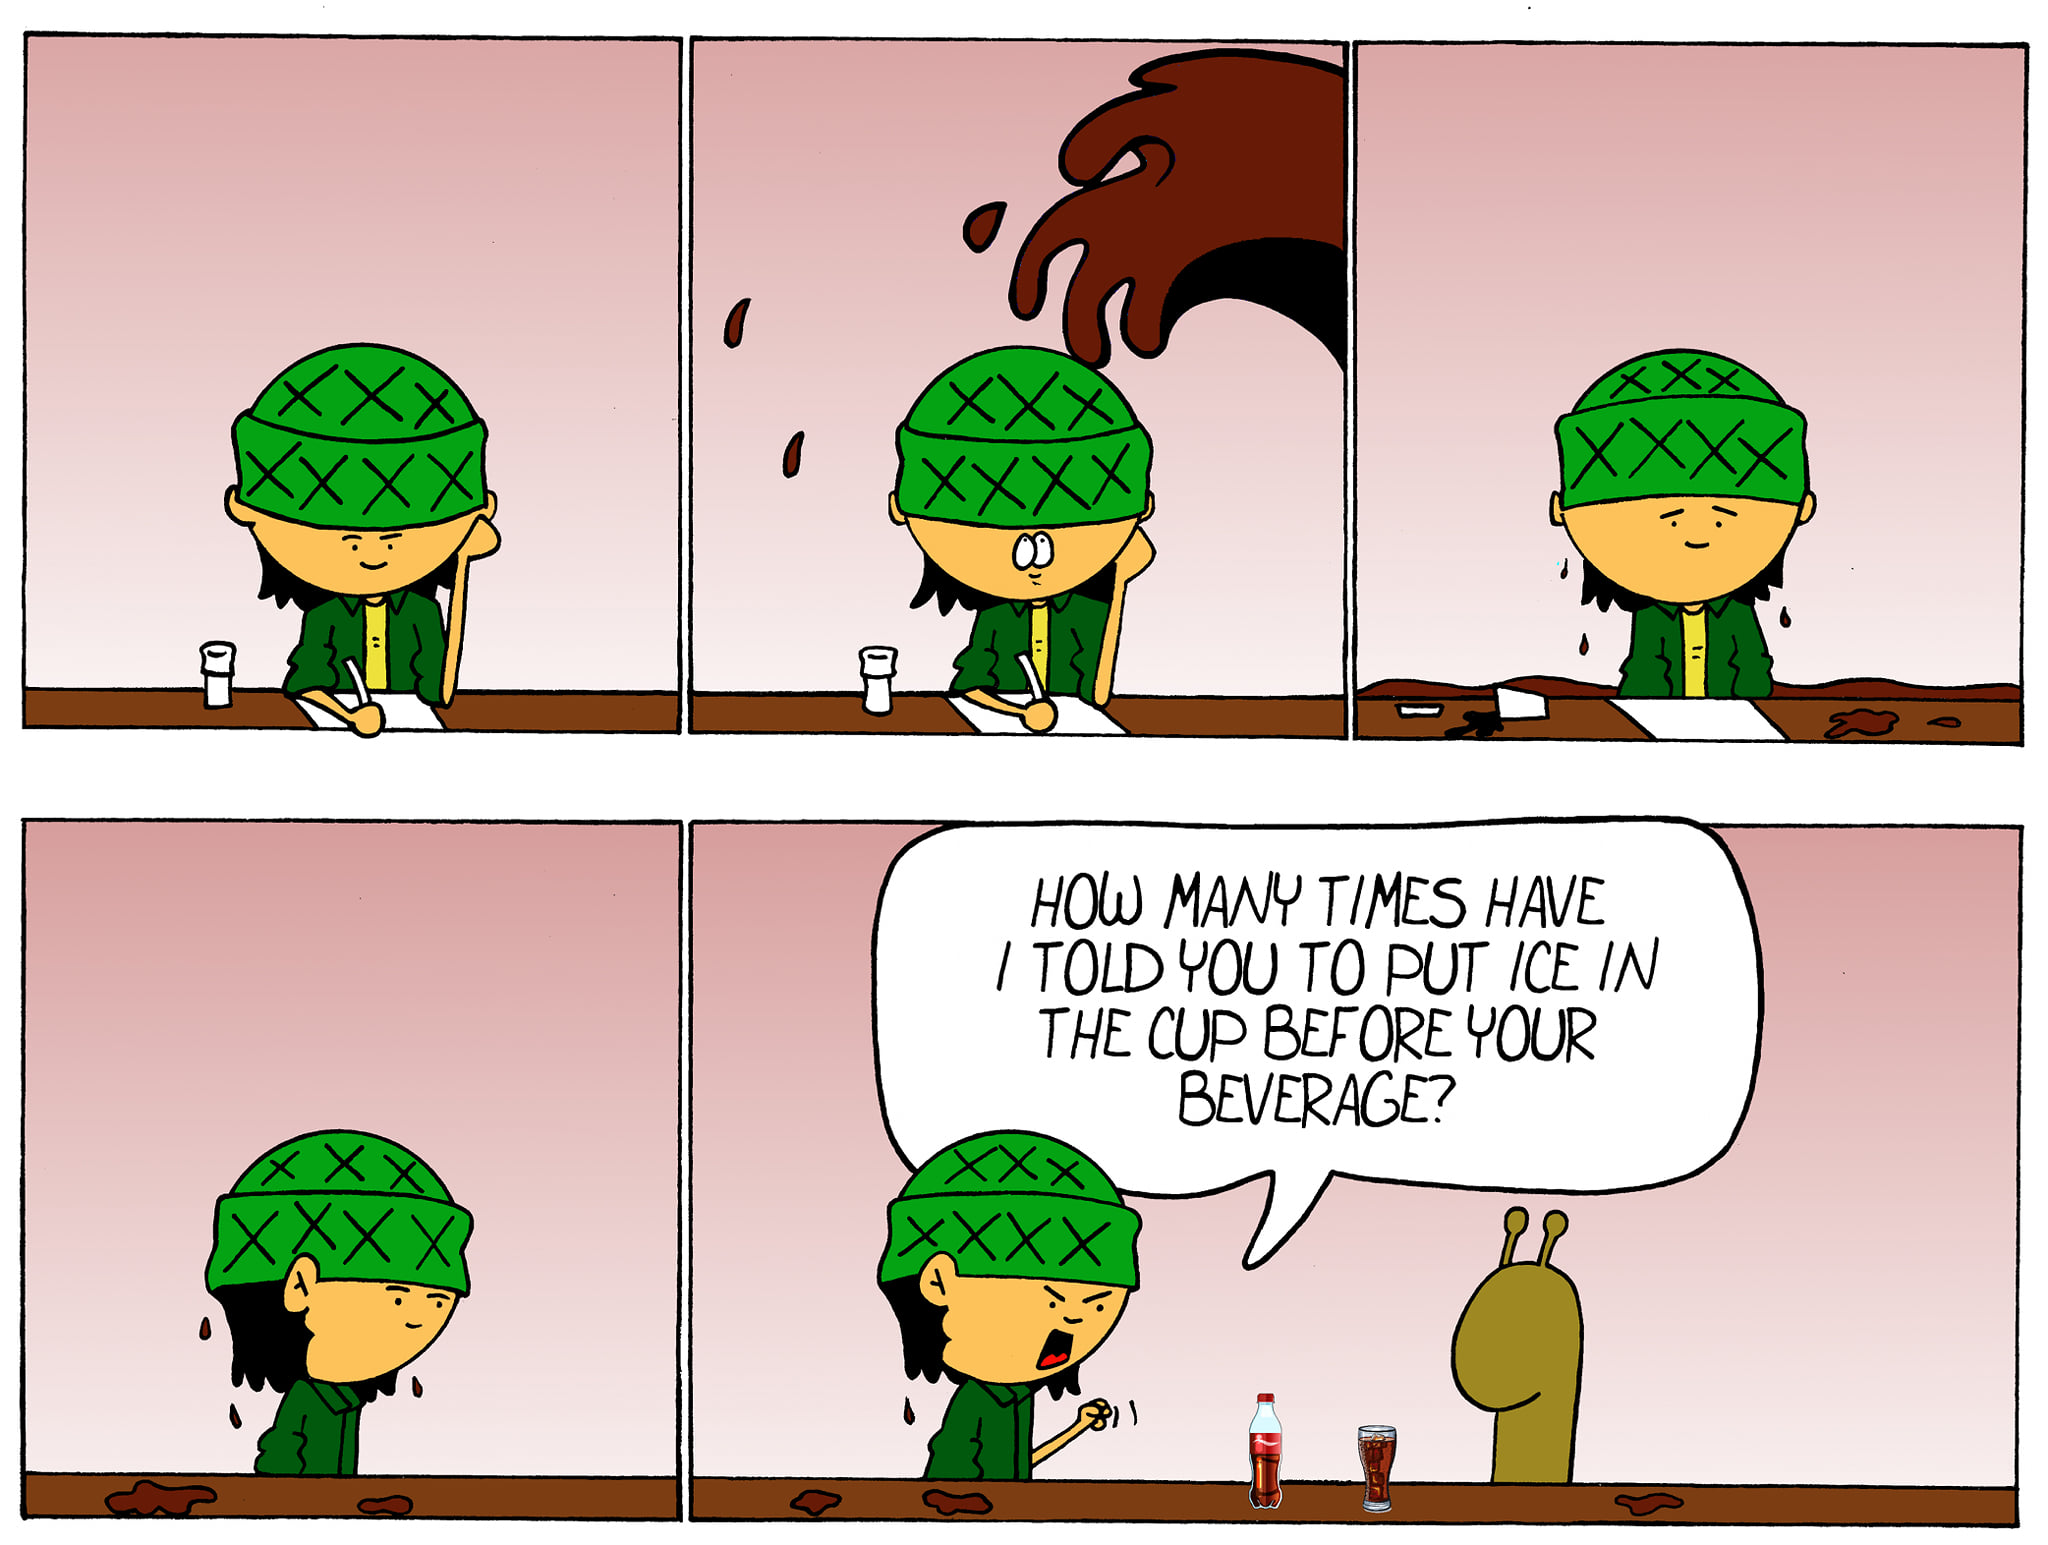 HOW MANY TIMES HAVE
I TOLD YOU TO PUT ICE IN
THE CUP BEFORE YOUR
BEVERAGE?